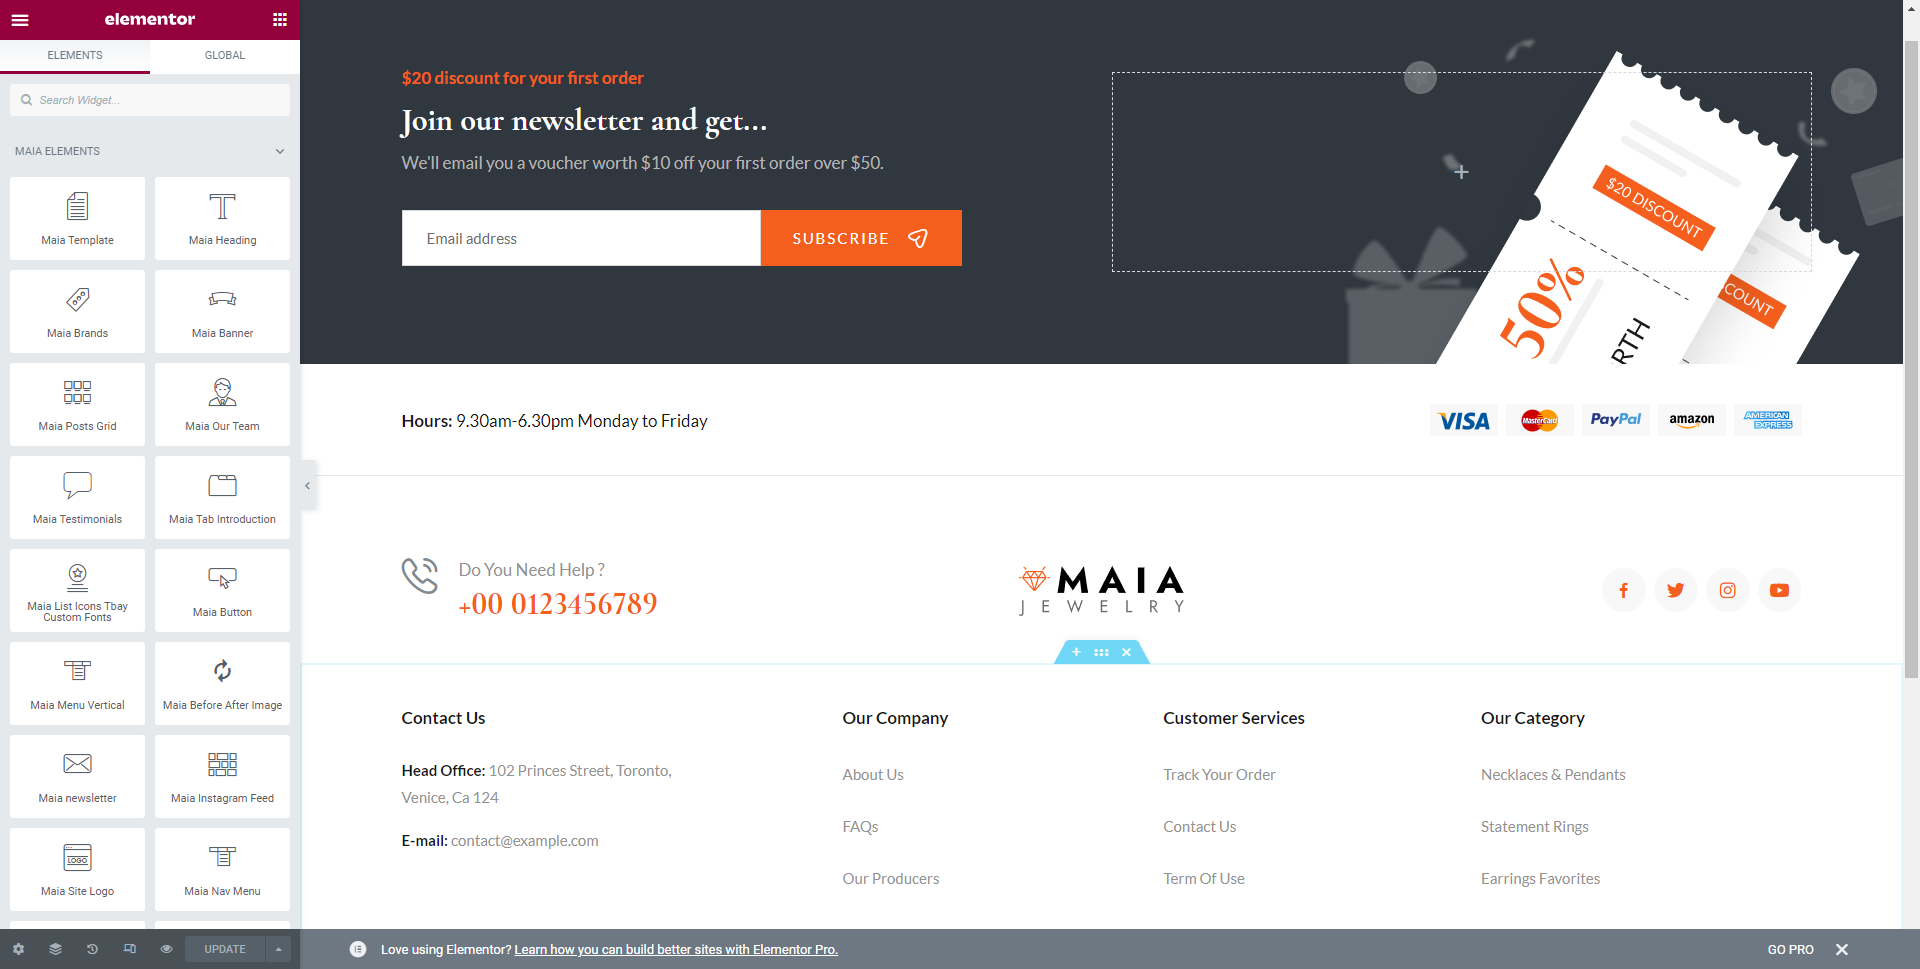 elementor
ELEMENTS
GLOBAL
Search Widget...
MAIA ELEMENTS
Maia Template
Maia Heading
Maia Brands
Maia Banner
Maia Posts Grid
Maia Our Team
Maia Testimonials
Maia Tab Introduction
Maia List Icons Tbay
Custom Fonts
Maia Button
Maia Menu Vertical
Maia Before After Image
Maia newsletter
Maia Instagram Feed
LOGO
Maia Site Logo
Maia Nav Menu
UPDATE
$20 discount for your first order
Join our newsletter and get...
We'll email you a voucher worth $10 off your first order over $50.
Email address
SUBSCRIBE
$20 DISCOUNT
50%
RTH
COUNT
Hours: 9.30am-6.30pm Monday to Friday
VISA
MasterCard
PayPal
amazon
AMERICAN
EXPRESS
Do You Need Help ?
+00 0123456789
MAIA
JEWELRY
Contact Us
Head Office: 102 Princes Street, Toronto,
Venice, Ca 124
E-mail: contact@example.com
Our Company
About Us
FAQs
Our Producers
Customer Services
Track Your Order
Contact Us
Term Of Use
Our Category
Necklaces & Pendants
Statement Rings
Earrings Favorites
Love using Elementor? Learn how you can build better sites with Elementor Pro.
GO PRO